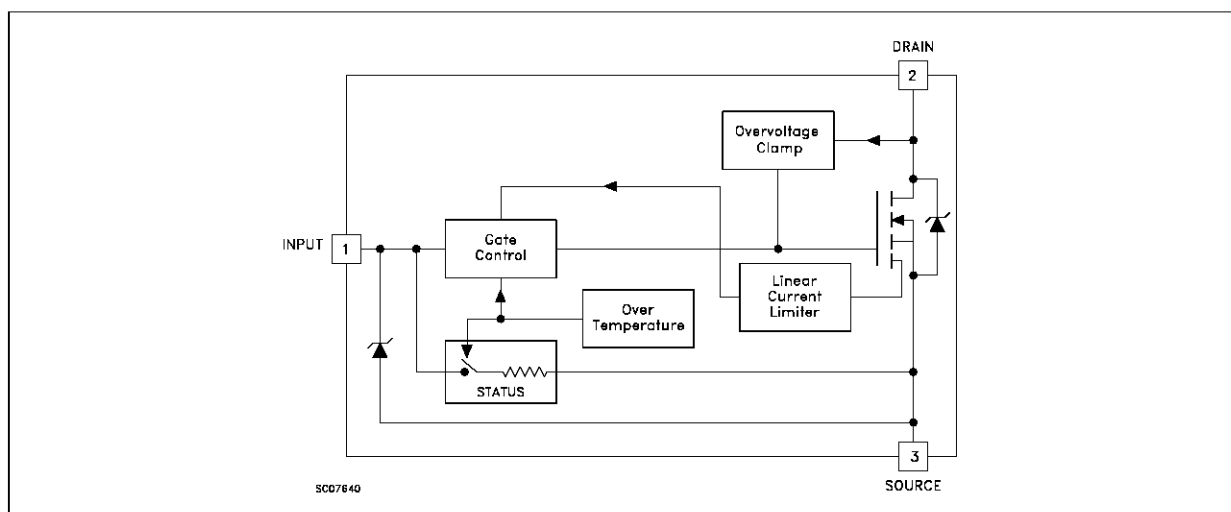 DRAIN
2
Overvoltage
Clamp
INPUT
1
Gate
Control
Linear
Current
Limiter
Over
Temperature
STATUS
3
SC07640
SOURCE